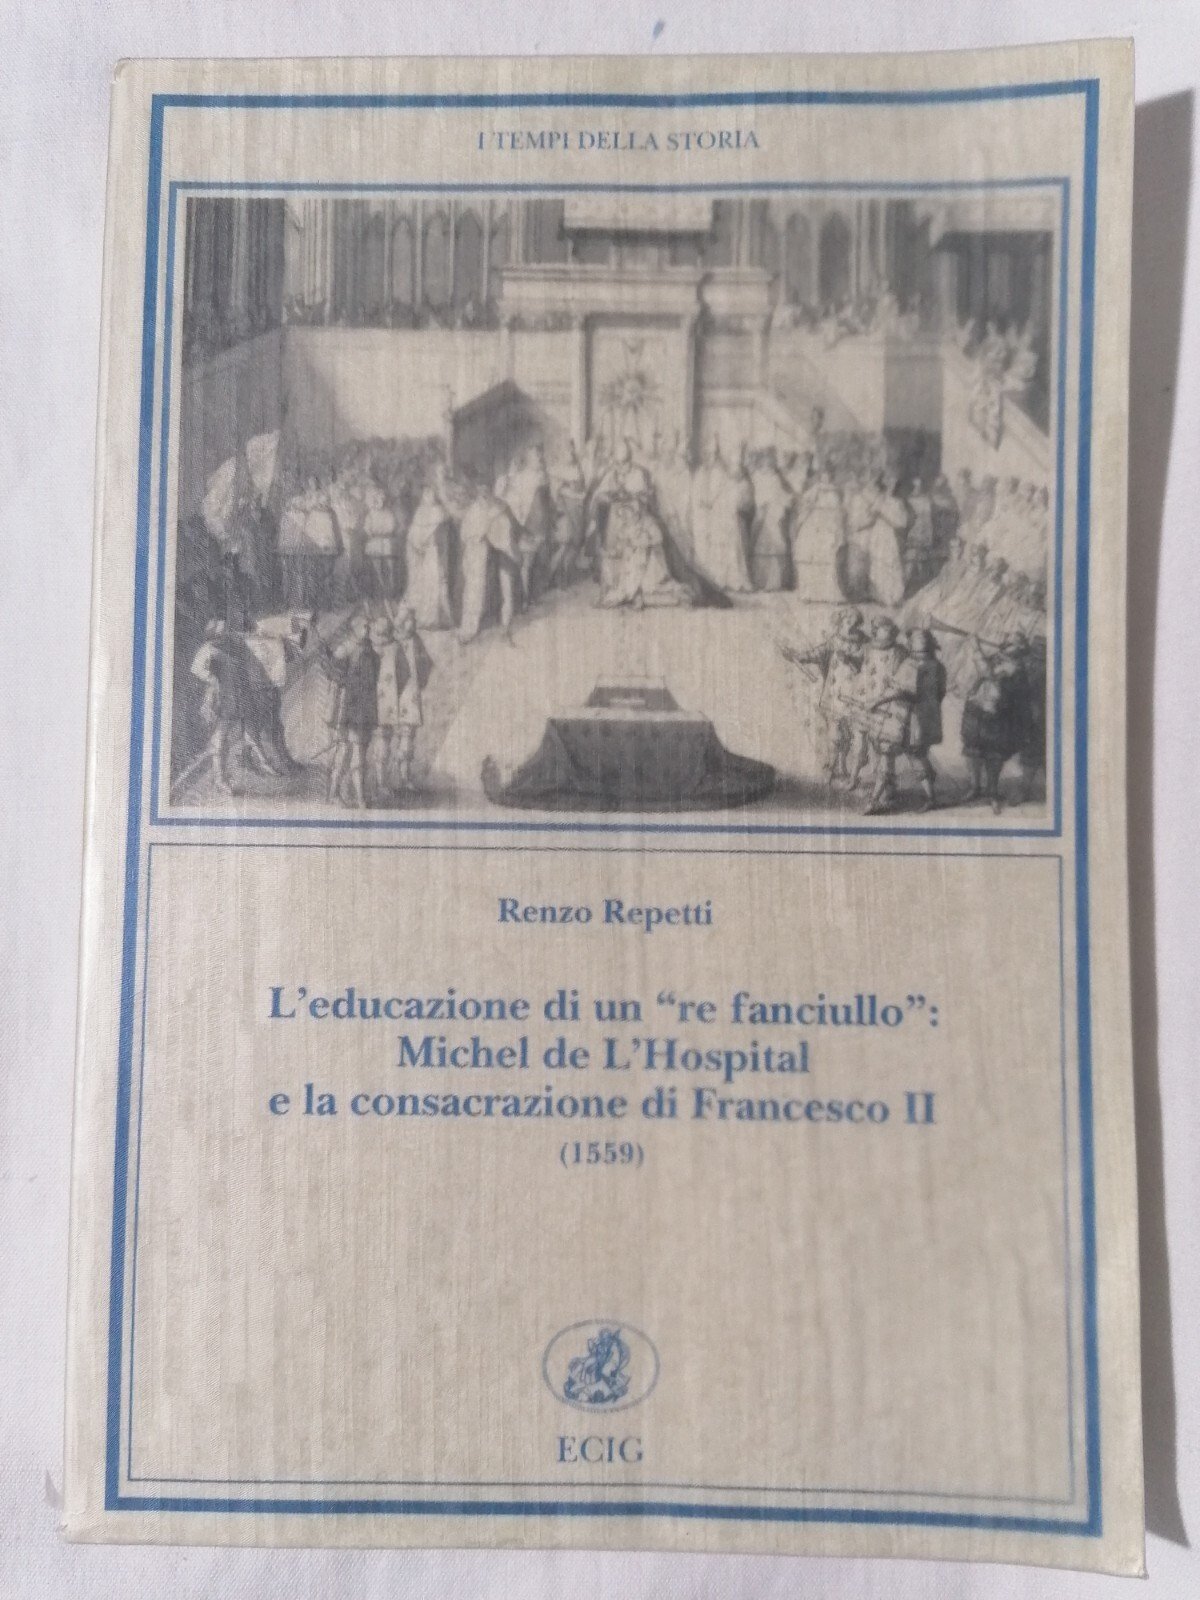 I TEMPI DELLA STORIA
Renzo Repetti
L'educazione di un “re fanciullo”:
Michel de L'Hospital
e la consacrazione di Francesco II
(1559)
ECIG